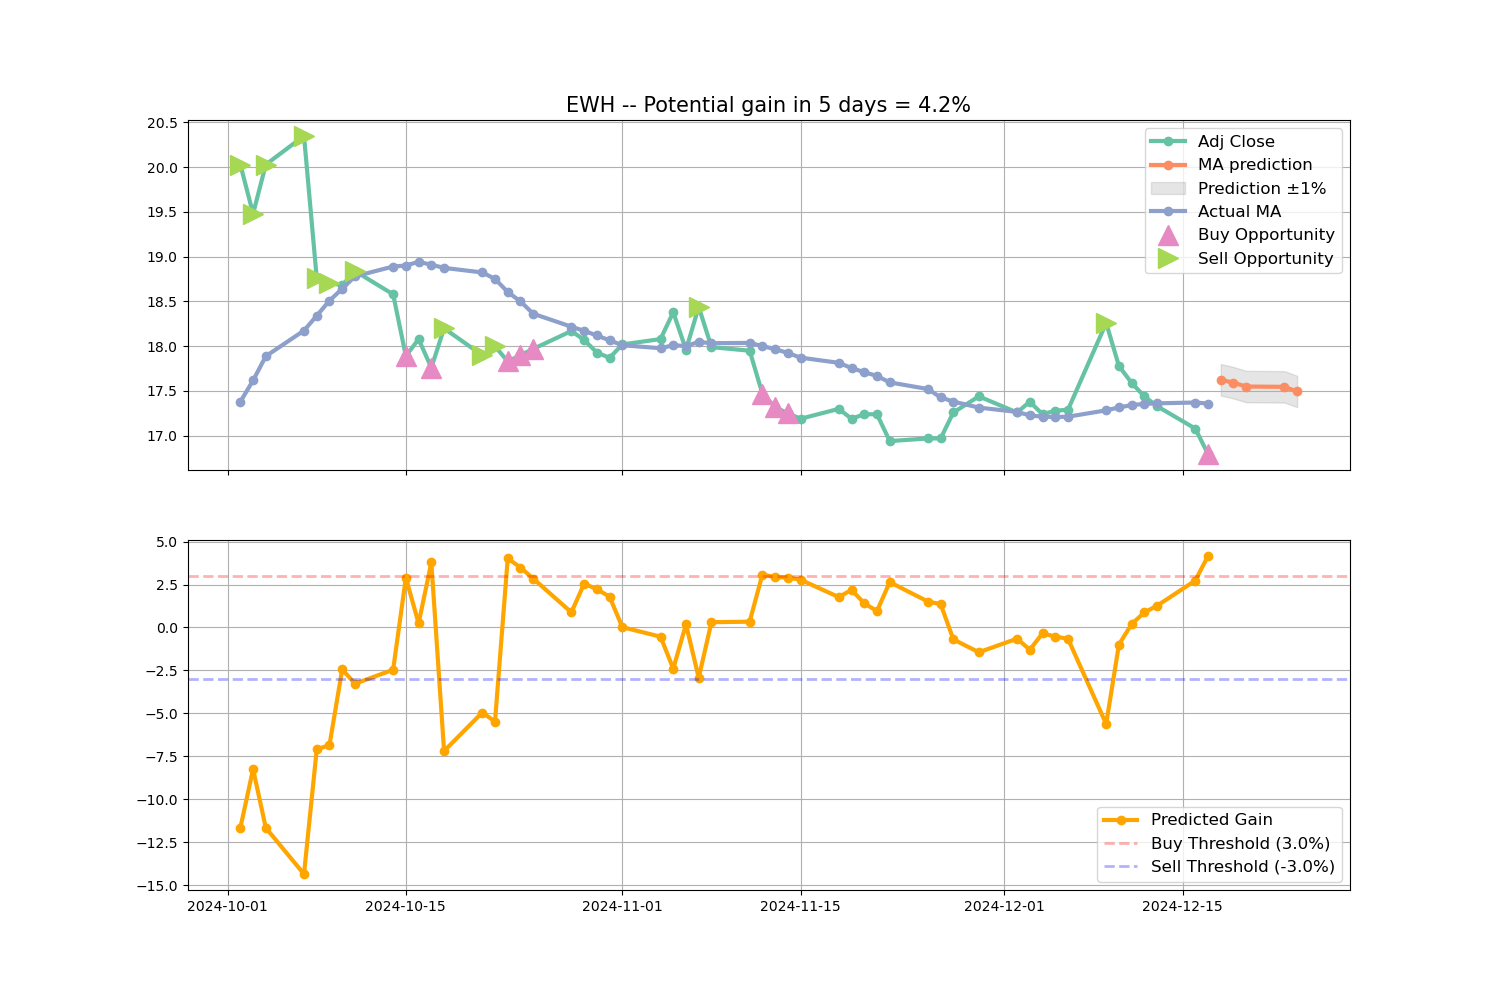 EWH -- Potential gain in 5 days = 4.2%
20.5
20.0
19.5
19.0
18.5
18.0
17.5
17.0
Adj Close
MA prediction
Prediction ±1%
Actual MA
Buy Opportunity
Sell Opportunity
5.0
2.5
0.0
−2.5
−5.0
−7.5
−10.0
−12.5
−15.0
Predicted Gain
Buy Threshold (3.0%)
Sell Threshold (-3.0%)
2024-10-01
2024-10-15
2024-11-01
2024-11-15
2024-12-01
2024-12-15